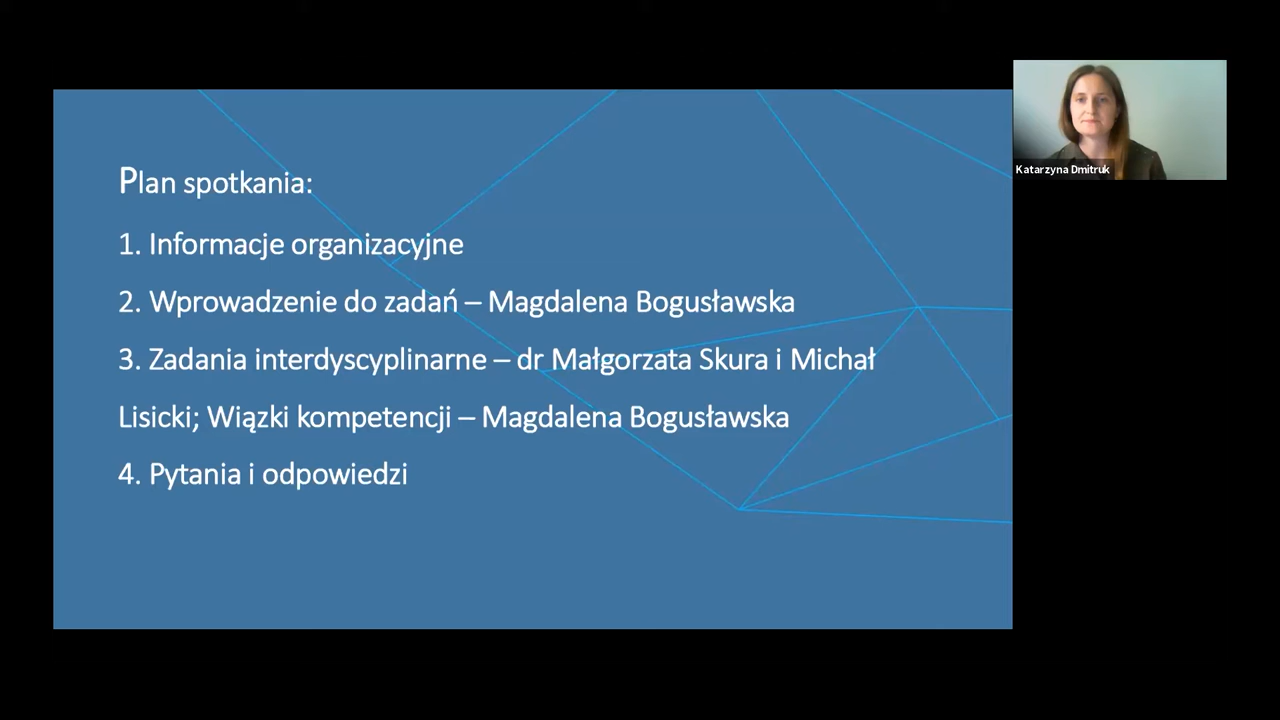 Plan spotkania:
1. Informacje organizacyjne
2. Wprowadzenie do zadań – Magdalena Bogusławska
3. Zadania interdyscyplinarne – dr Małgorzata Skura i Michał
Lisicki; Wiązki kompetencji – Magdalena Bogusławska
4. Pytania i odpowiedzi
Katarzyna Dmitruk